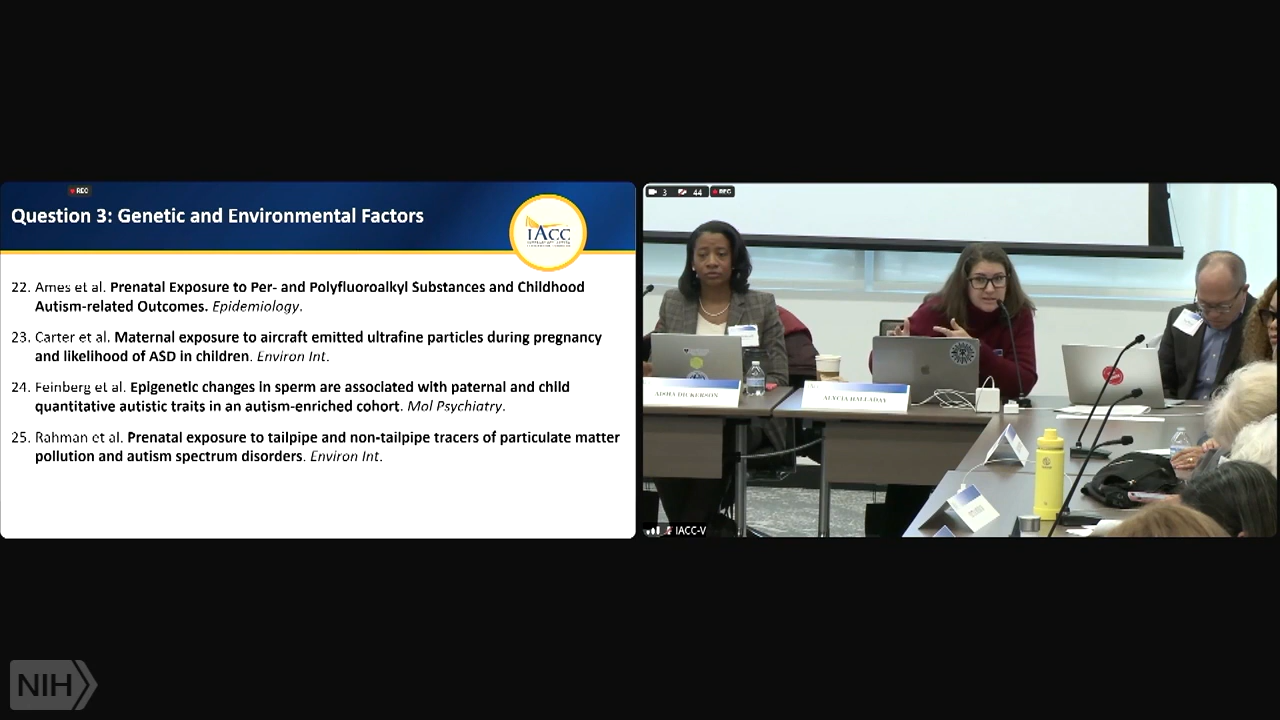 REC
Question 3: Genetic and Environmental Factors
IACC
22. Ames et al. Prenatal Exposure to Per- and Polyfluoroalkyl Substances and Childhood
Autism-related Outcomes. Epidemiology.
23. Carter et al. Maternal exposure to aircraft emitted ultrafine particles during pregnancy
and likelihood of ASD in children. Environ Int.
24. Feinberg et al. Epigenetic changes in sperm are associated with paternal and child
quantitative autistic traits in an autism-enriched cohort. Mol Psychiatry.
25. Rahman et al. Prenatal exposure to tailpipe and non-tailpipe tracers of particulate matter
pollution and autism spectrum disorders. Environ Int.
3 44 REC
ALYCIA HALLADAY
IACC-V
NIH